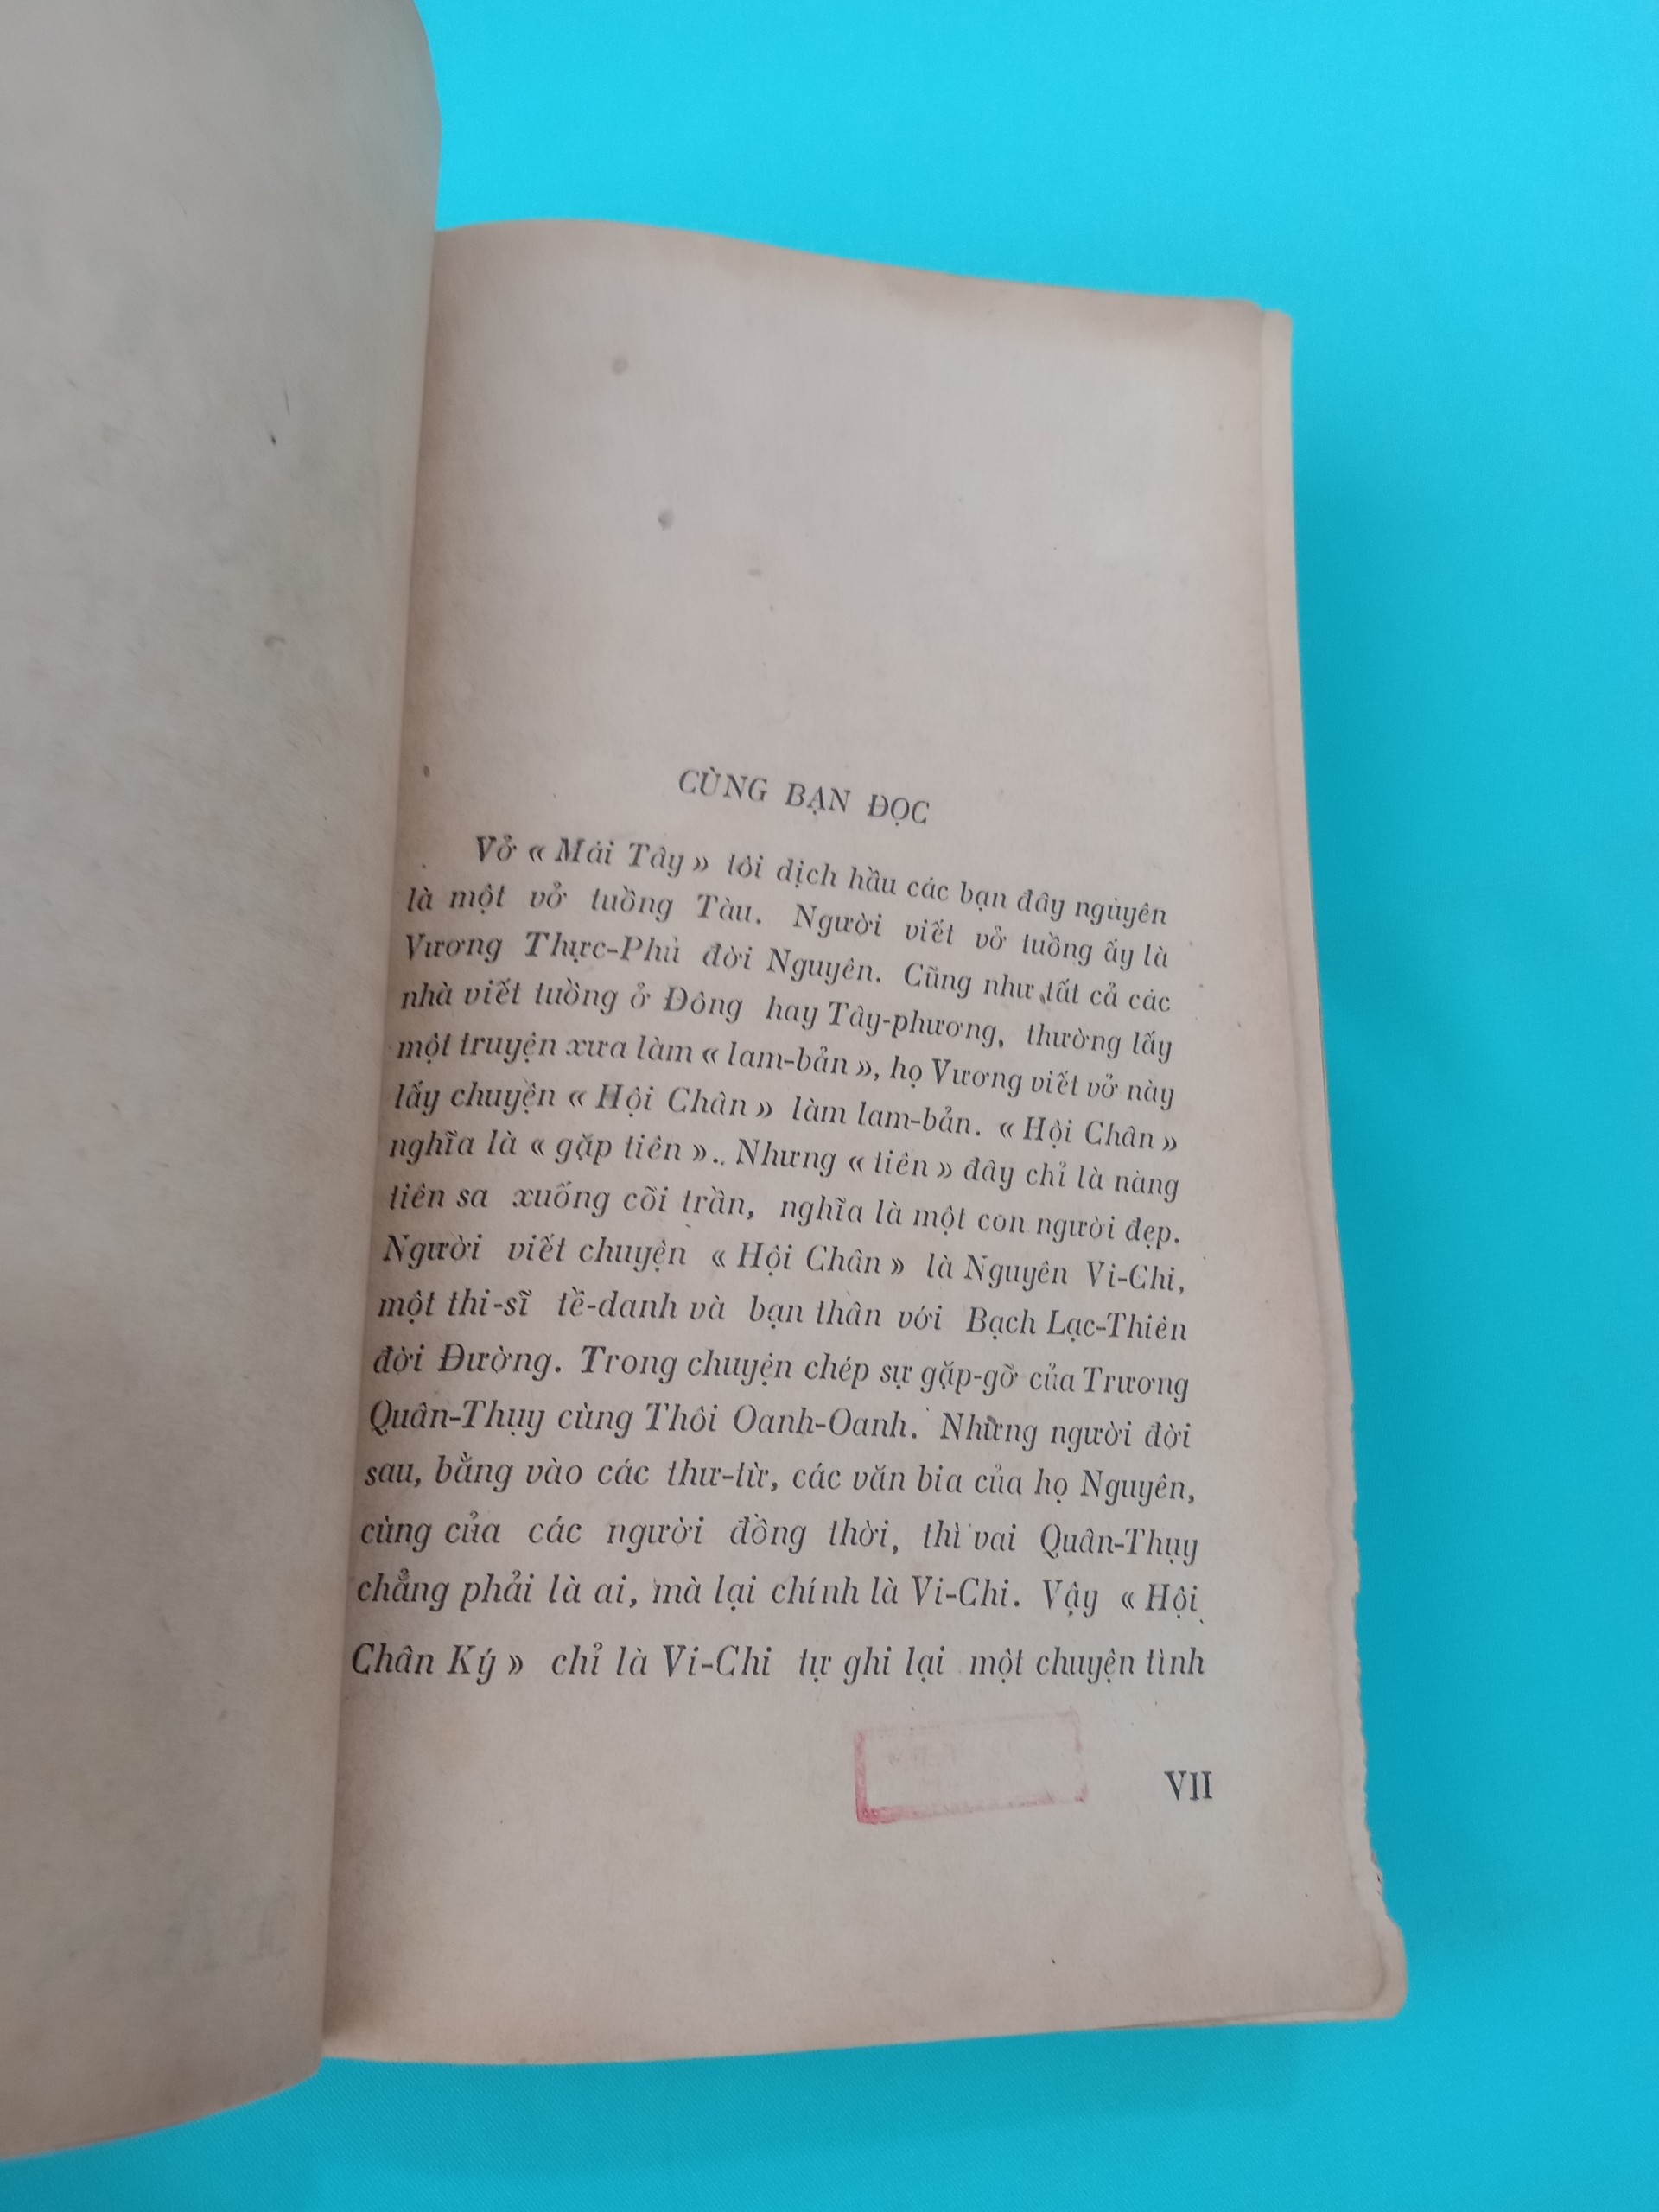 CÙNG BẠN ĐỌC
Vở « Mái Tây » tôi dịch hầu các bạn đây nguyên
là một vở tuồng Tàu. Người viết vở tuồng ấy là
Vương Thực-Phủ đời Nguyên. Cũng như tất cả các
nhà viết tuồng ở Đông hay Tây-phương, thường lấy
một truyện xưa làm « lam-bản », họ Vương viết vở này
lấy chuyện « Hội Chân » làm lam-bản. « Hội Chân »
nghĩa là « gặp tiên ».. Nhưng « tiên » đây chỉ là nàng
tiên sa xuống cõi trần, nghĩa là một con người đẹp.
Người viết chuyện « Hội Chân » là Nguyên Vi-Chi,
một thi-sĩ tề-danh và bạn thân với Bạch Lạc-Thiên
đời Đường. Trong chuyện chép sự gặp-gỡ của Trương
Quân-Thụy cùng Thôi Oanh-Oanh. Những người đời
sau, bằng vào các thư-từ, các văn bia của họ Nguyên,
cùng của các người đồng thời, thì vai Quân-Thụy
chẳng phải là ai, mà lại chính là Vi-Chi. Vậy « Hội
Chân Ký » chỉ là Vi-Chi tự ghi lại một chuyện tình
VII